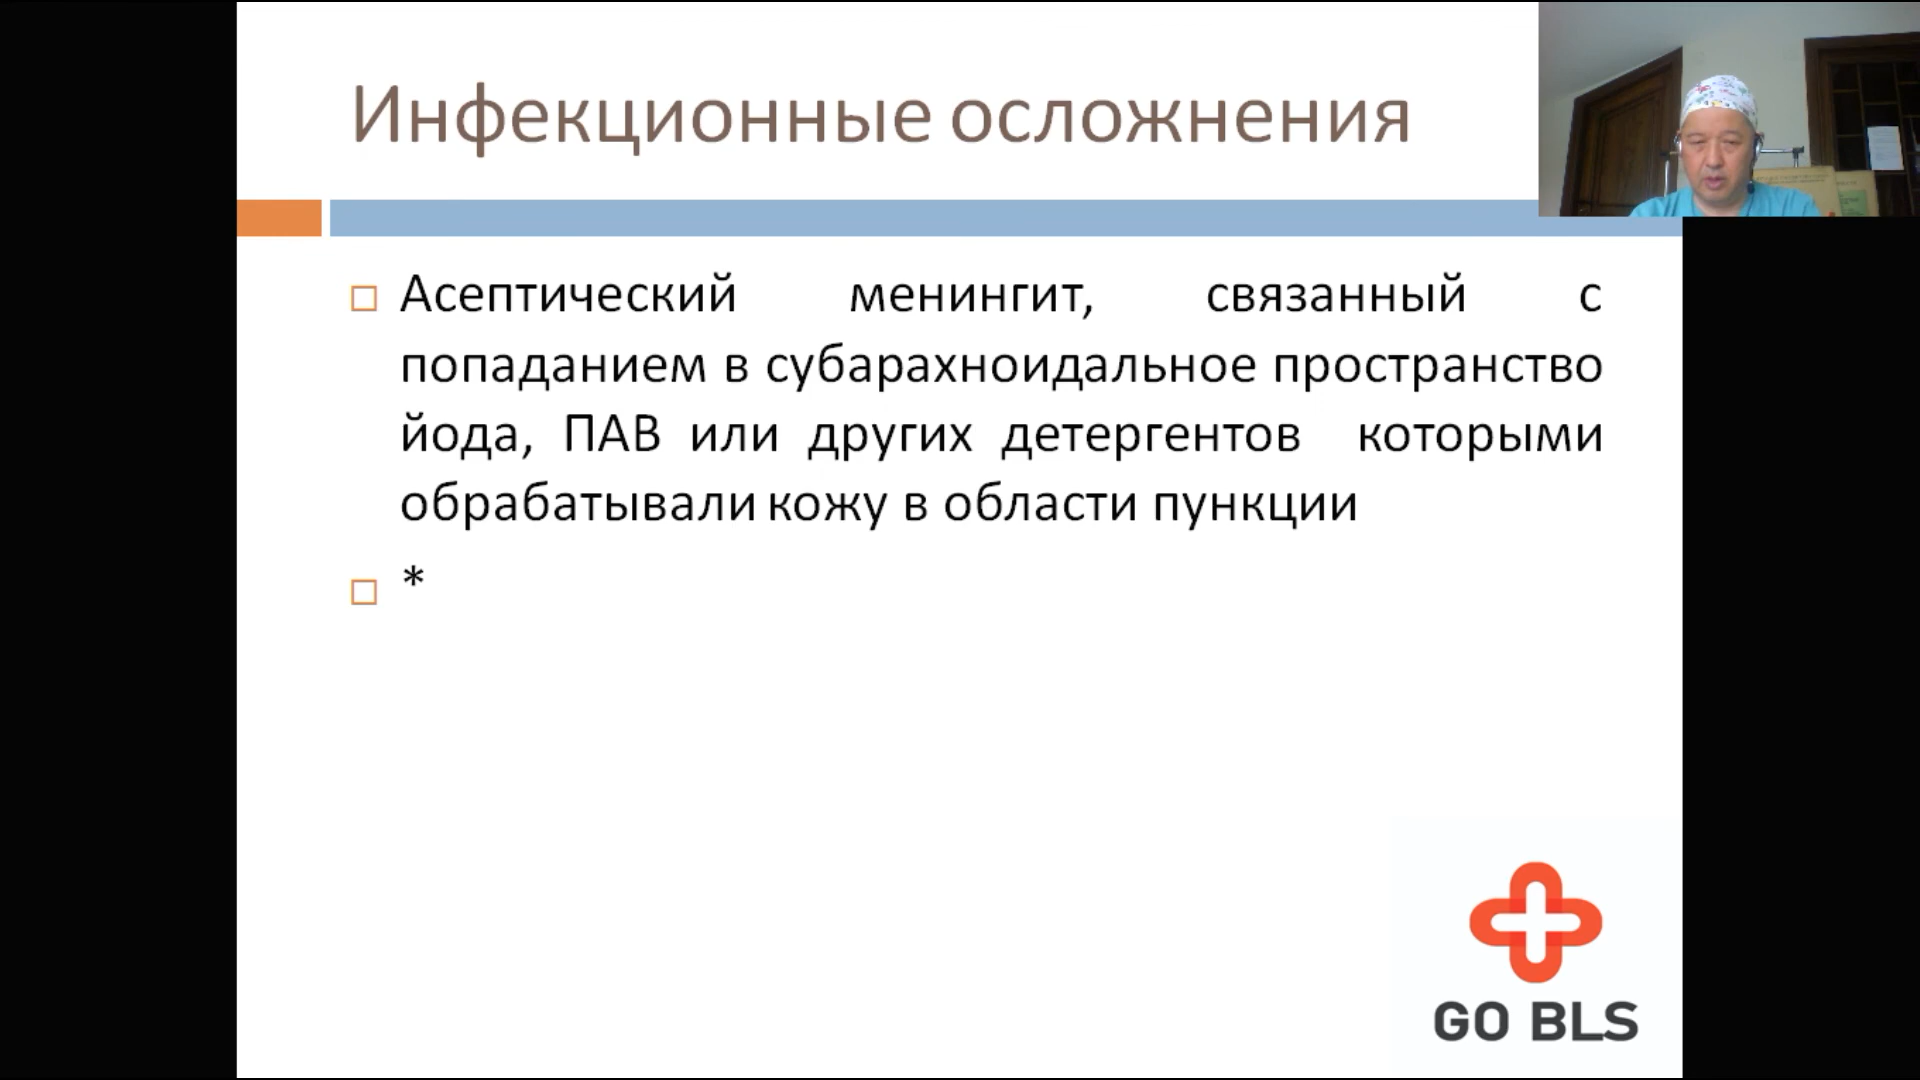 Инфекционные осложнения
Асептический менингит, связанный с
попаданием в субарахноидальное пространство
йода, ПАВ или других детергентов которыми
обрабатывали кожу в области пункции
*
GO BLS